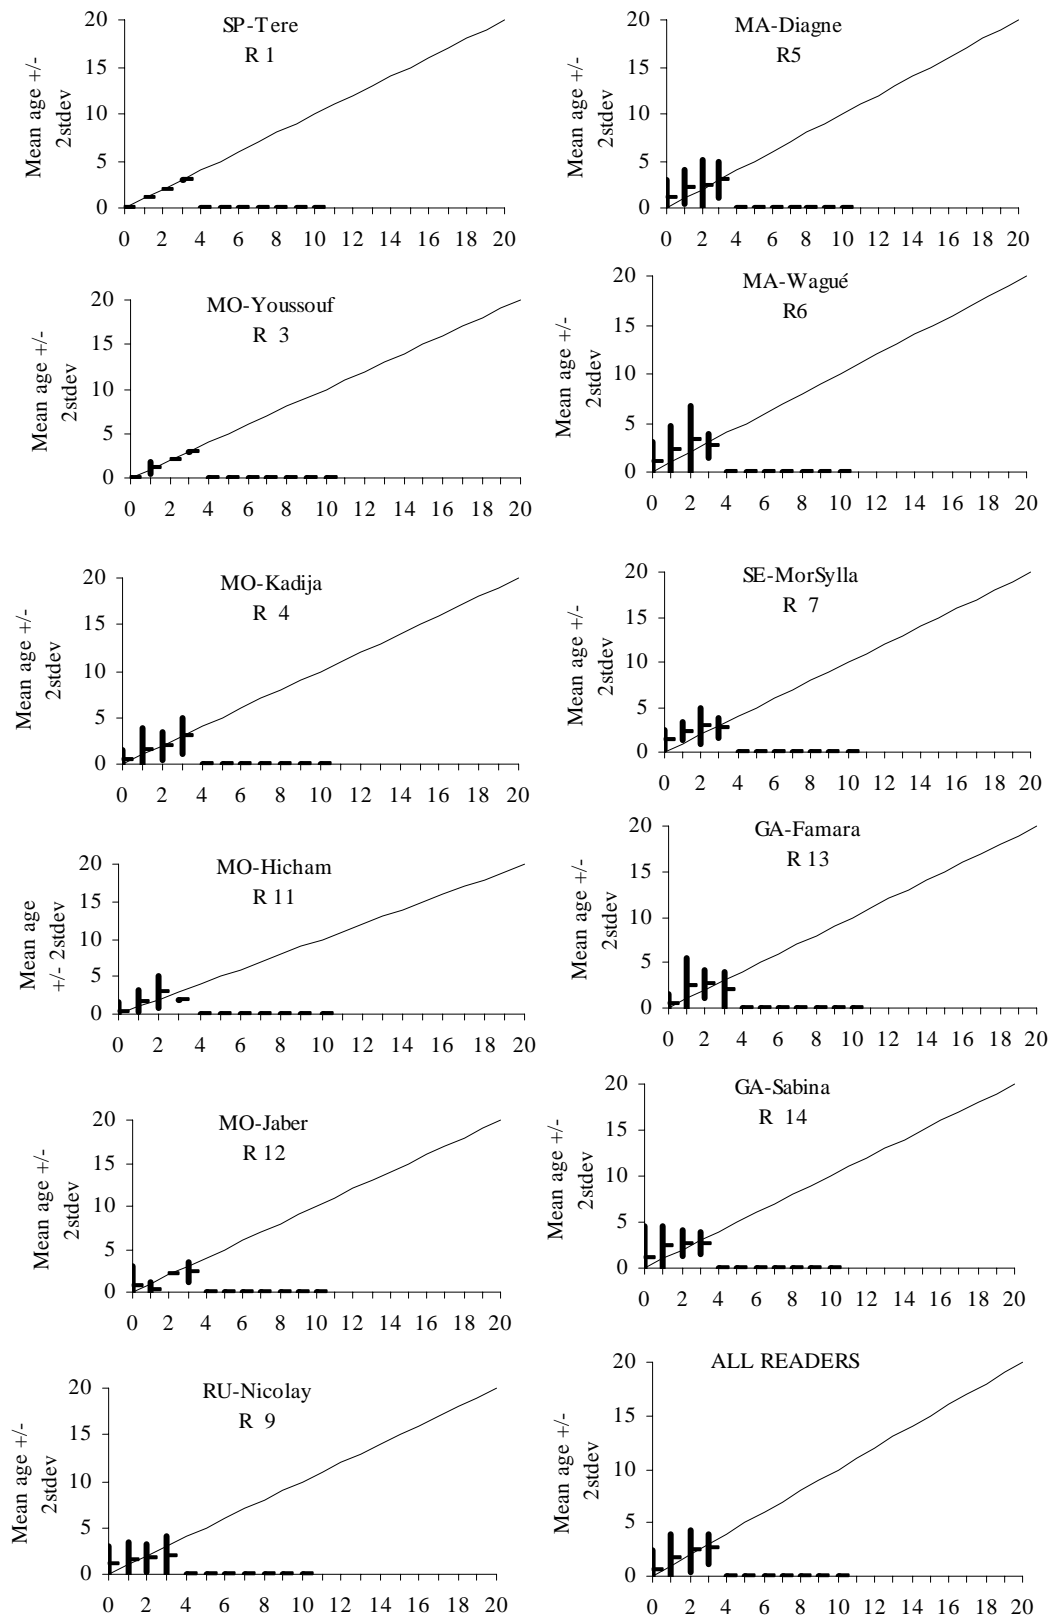 SP-Tere
R 1
Mean age +/-
2stdev
20
15
10
5
0
0 2 4 6 8 10 12 14 16 18 20
MA-Diagne
R5
Mean age +/-
2stdev
20
15
10
5
0
0 2 4 6 8 10 12 14 16 18 20
MO-Youssouf
R 3
Mean age +/-
2stdev
20
15
10
5
0
0 2 4 6 8 10 12 14 16 18 20
MA-Wagué
R6
Mean age +/-
2stdev
20
15
10
5
0
0 2 4 6 8 10 12 14 16 18 20
MO-Kadija
R 4
Mean age +/-
2stdev
20
15
10
5
0
0 2 4 6 8 10 12 14 16 18 20
SE-MorSylla
R 7
Mean age +/-
2stdev
20
15
10
5
0
0 2 4 6 8 10 12 14 16 18 20
MO-Hicham
R 11
Mean age
+/- 2stdev
20
15
10
5
0
0 2 4 6 8 10 12 14 16 18 20
GA-Famara
R 13
Mean age +/-
2stdev
20
15
10
5
0
0 2 4 6 8 10 12 14 16 18 20
MO-Jaber
R 12
Mean age +/-
2stdev
20
15
10
5
0
0 2 4 6 8 10 12 14 16 18 20
GA-Sabina
R 14
Mean age +/-
2stdev
20
15
10
5
0
0 2 4 6 8 10 12 14 16 18 20
RU-Nicolay
R 9
Mean age +/-
2stdev
20
15
10
5
0
0 2 4 6 8 10 12 14 16 18 20
ALL READERS
Mean age +/-
2stdev
20
15
10
5
0
0 2 4 6 8 10 12 14 16 18 20